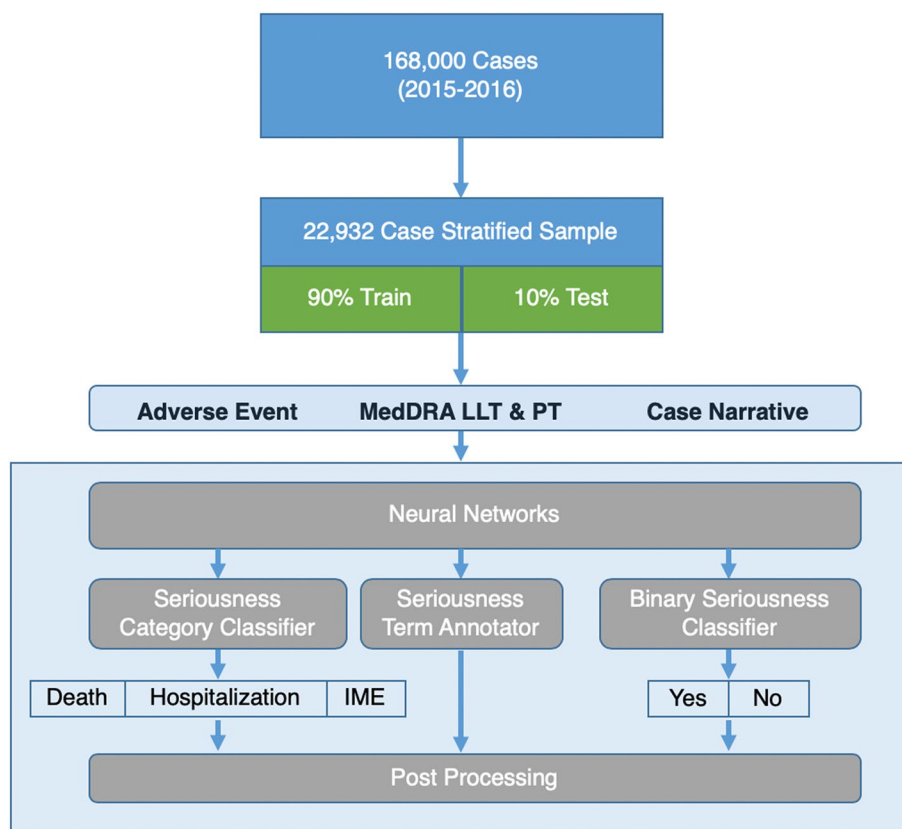 168,000 Cases
(2015-2016)
22,932 Case Stratified Sample
90% Train
10% Test
Adverse Event
MedDRA LLT & PT
Case Narrative
Neural Networks
Seriousness
Category Classifier
Seriousness
Term Annotator
Binary Seriousness
Classifier
Death
Hospitalization
IME
Yes
No
Post Processing